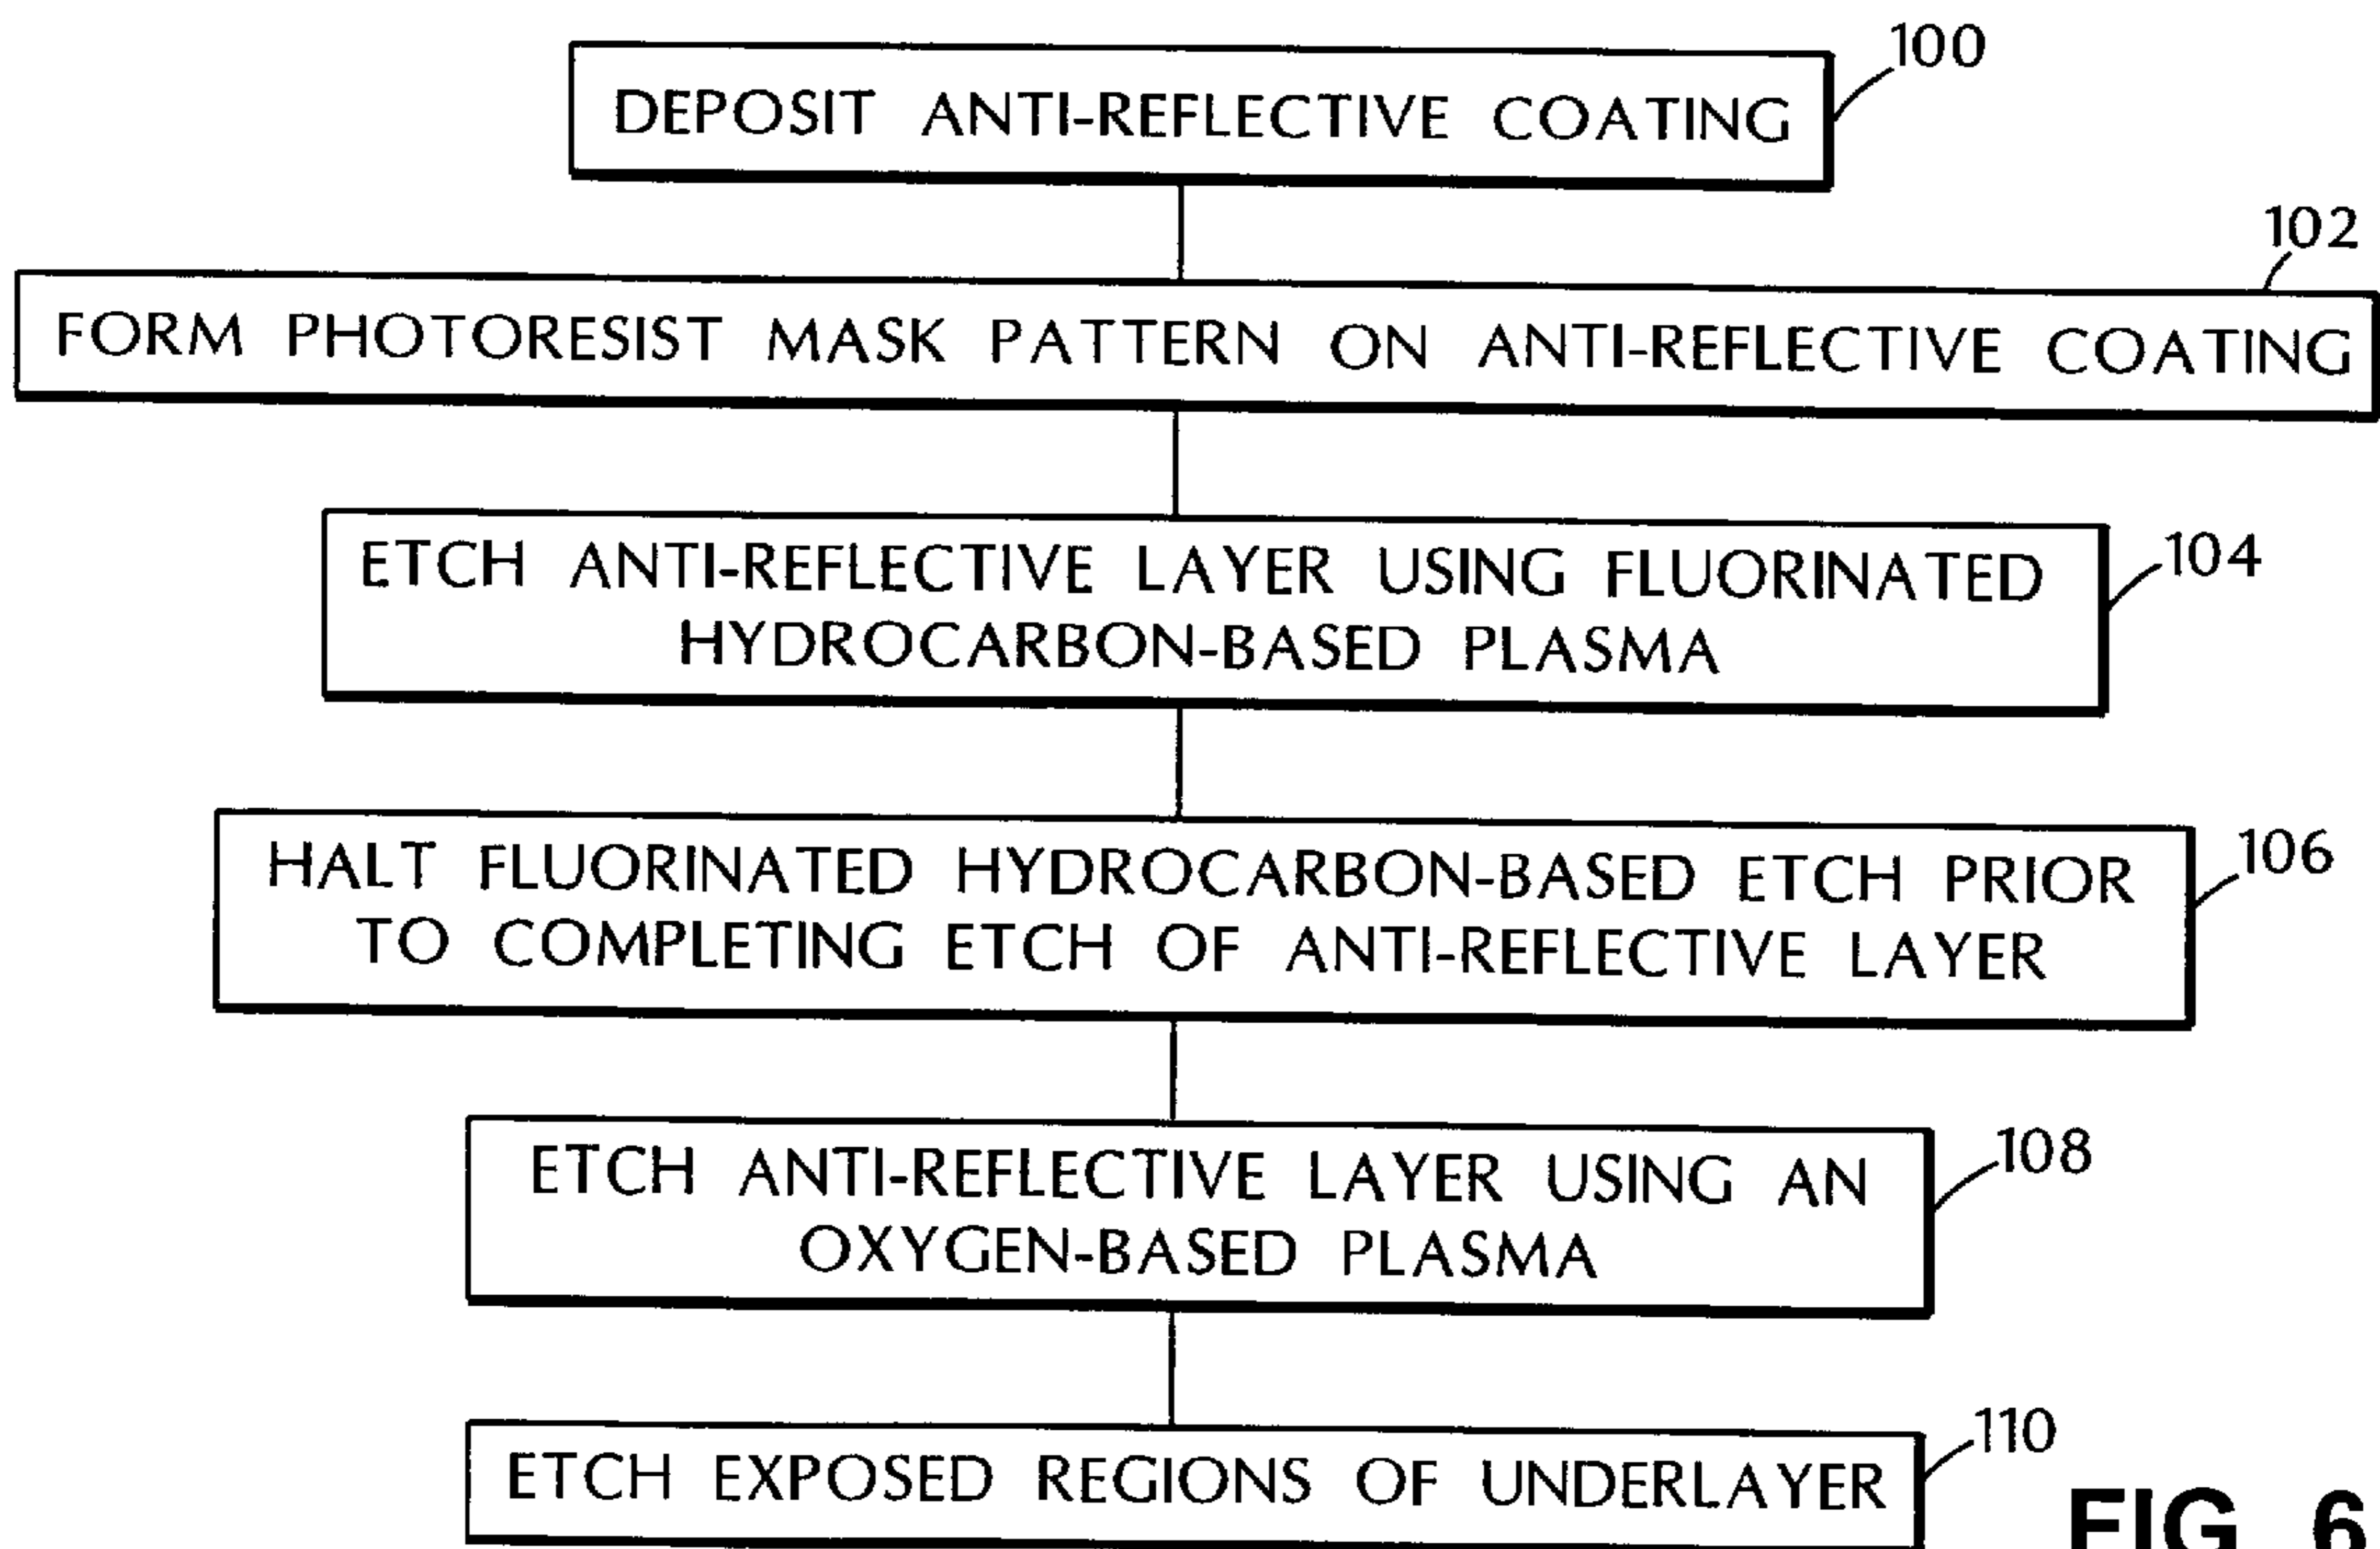 100
DEPOSIT ANTI-REFLECTIVE COATING
102
FORM PHOTORESIST MASK PATTERN ON ANTI-REFLECTIVE COATING
104
ETCH ANTI-REFLECTIVE LAYER USING FLUORINATED
HYDROCARBON-BASED PLASMA
106
HALT FLUORINATED HYDROCARBON-BASED ETCH PRIOR
TO COMPLETING ETCH OF ANTI-REFLECTIVE LAYER
108
ETCH ANTI-REFLECTIVE LAYER USING AN
OXYGEN-BASED PLASMA
110
ETCH EXPOSED REGIONS OF UNDERLAYER
FIG 6